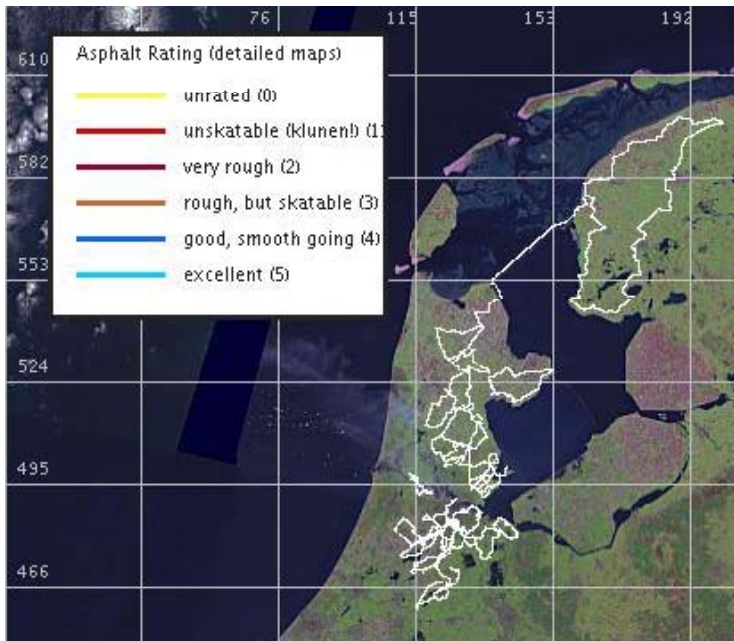 76 115 153 192
610
Asphalt Rating (detailed maps)
unrated (0)
unskatable (klunen!) (1)
582
very rough (2)
rough, but skatable (3)
good, smooth going (4)
553
excellent (5)
524
495
466